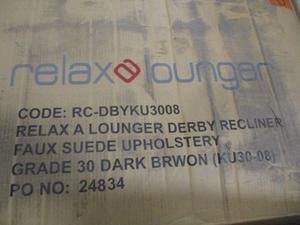 relax a lounger
CODE: RC-DBYKU3008
RELAX A LOUNGER DERBY RECLINER
FAUX SUEDE UPHOLSTERY
GRADE 30 DARK BRWON (KU30-08)
PO NO: 24834